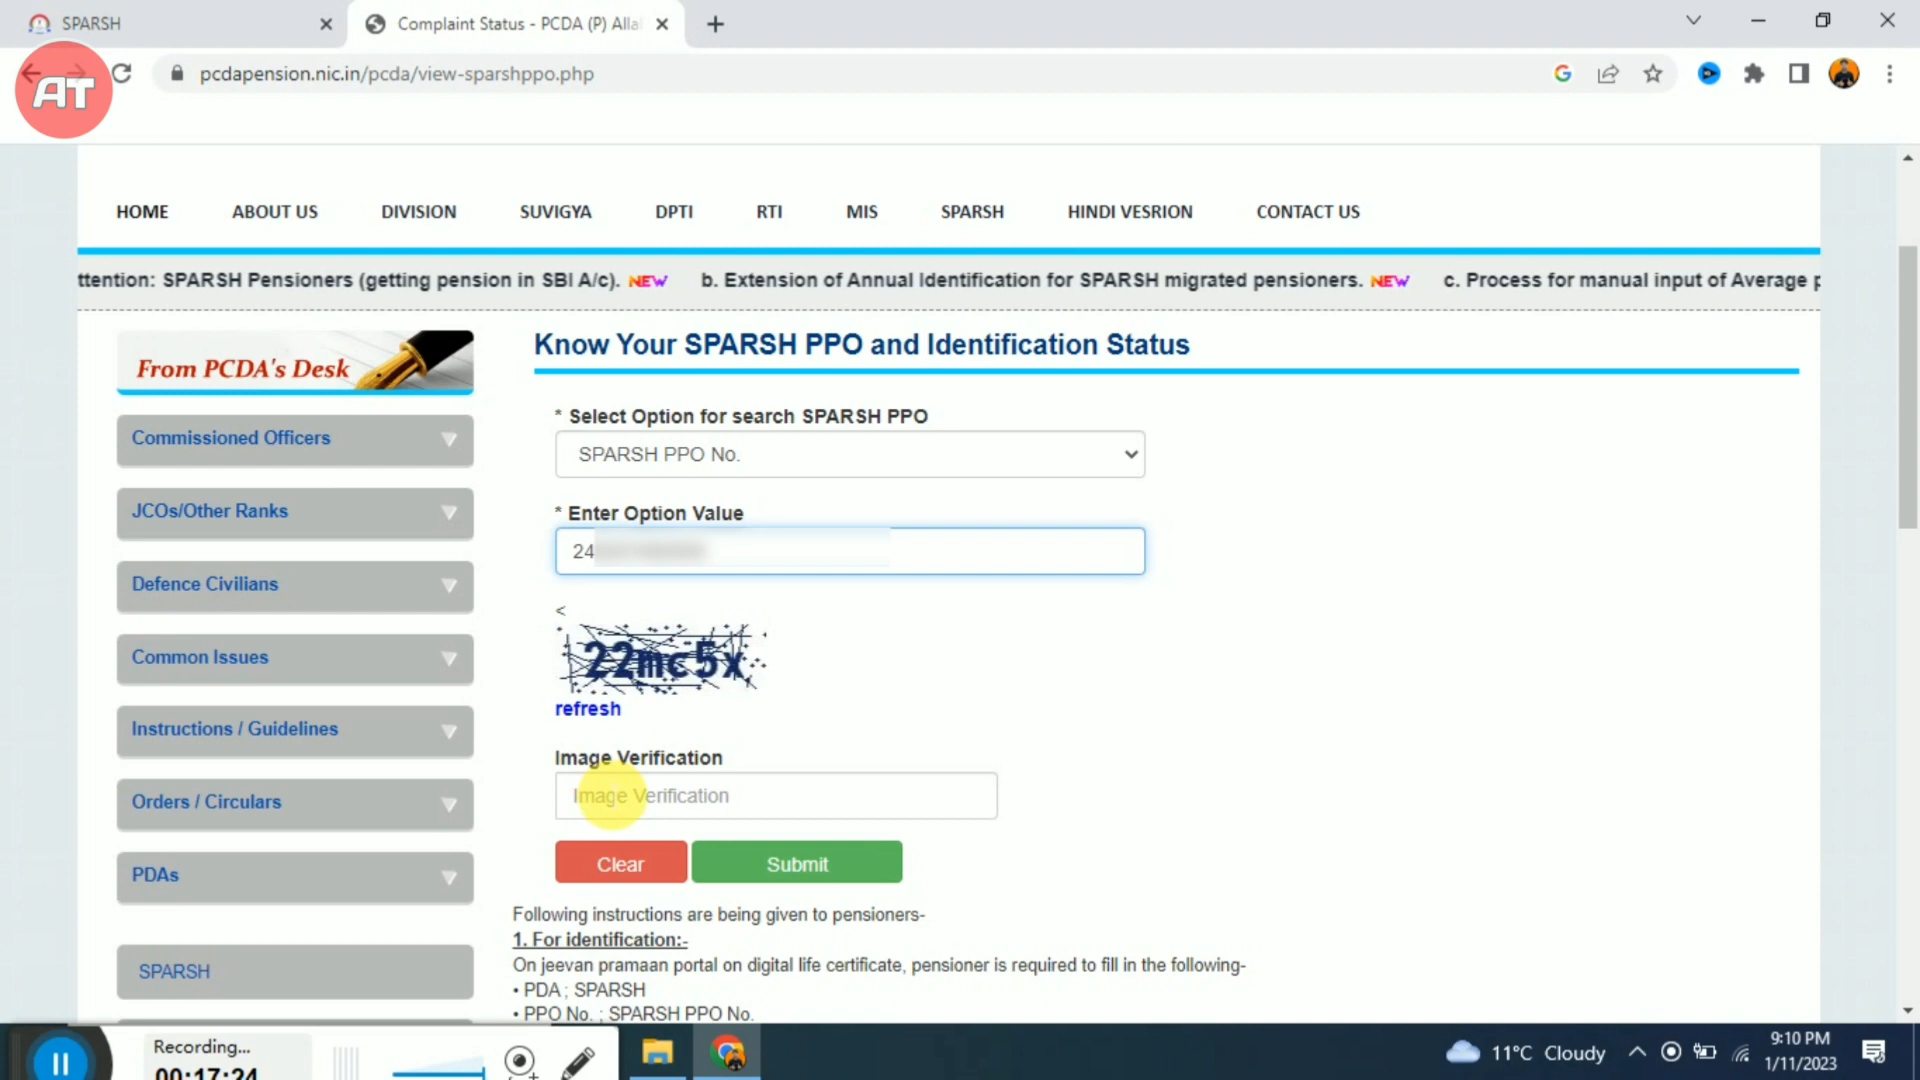 SPARSH
Complaint Status - PCDA (P) Alla
AT
pcdapension.nic.in/pcda/view-sparshppo.php
HOME ABOUT US DIVISION SUVIGYA DPTI RTI MIS SPARSH HINDI VESRION CONTACT US
ttention: SPARSH Pensioners (getting pension in SBI A/c). NEW b. Extension of Annual Identification for SPARSH migrated pensioners. NEW c. Process for manual input of Average p
From PCDA's Desk
Commissioned Officers
JCOs/Other Ranks
Defence Civilians
Common Issues
Instructions / Guidelines
Orders / Circulars
PDAs
SPARSH
Know Your SPARSH PPO and Identification Status
* Select Option for search SPARSH PPO
SPARSH PPO No.
* Enter Option Value
24
<
22mc5x
refresh
Image Verification
Image Verification
Clear Submit
Following instructions are being given to pensioners-
1. For identification:-
On jeevan pramaan portal on digital life certificate, pensioner is required to fill in the following-
• PDA ; SPARSH
• PPO No. ; SPARSH PPO No.
Recording...
00:17:24
11°C Cloudy
9:10 PM
1/11/2023